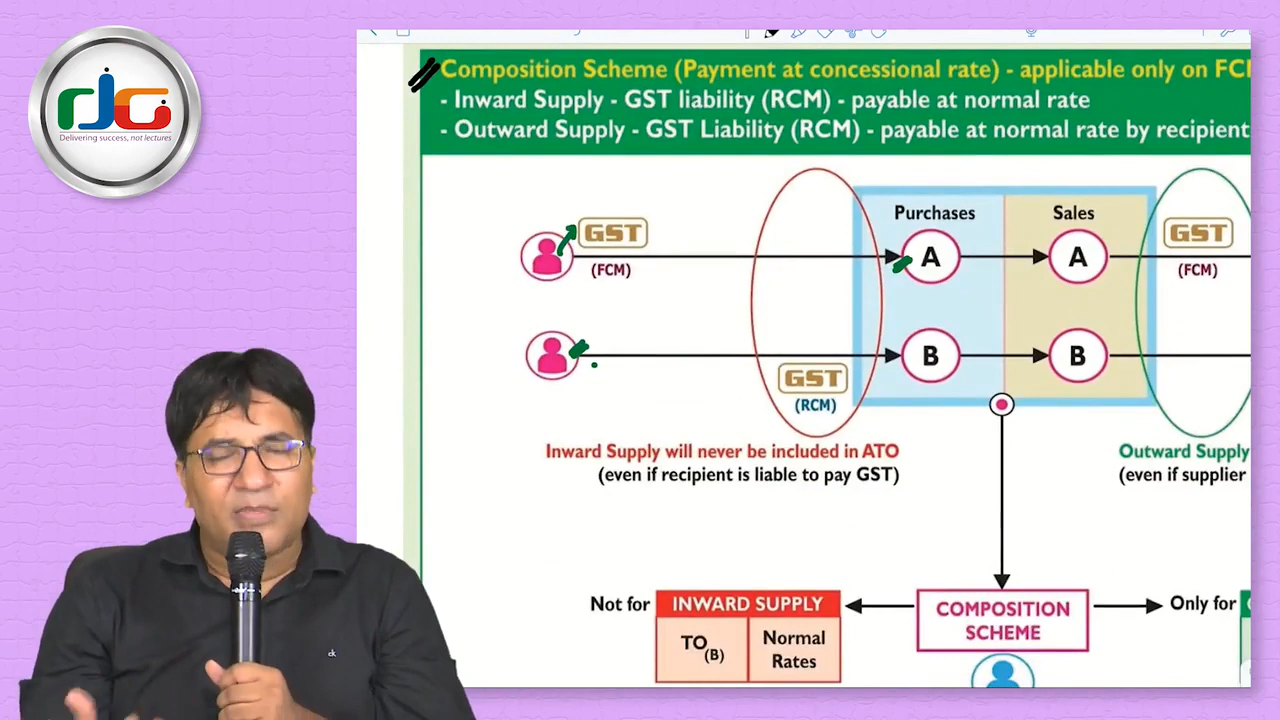 Delivering success, not lectures
Composition Scheme (Payment at concessional rate) - applicable only on FC
- Inward Supply - GST liability (RCM) - payable at normal rate
- Outward Supply - GST Liability (RCM) - payable at normal rate by recipient
Purchases
Sales
GST
A
A
GST
(FCM)
(FCM)
B
B
GST
(RCM)
Inward Supply will never be included in ATO
(even if recipient is liable to pay GST)
Outward Supply
(even if supplier
Not for
INWARD SUPPLY
TO(B)
Normal
Rates
COMPOSITION
SCHEME
Only for